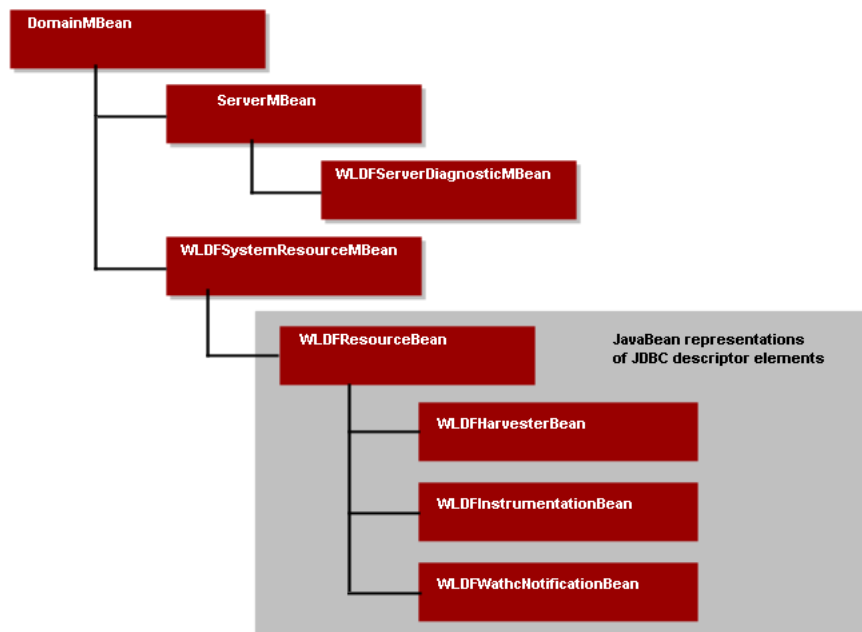 DomainMBean
ServerMBean
WLDFServerDiagnosticMBean
WLDFSystemResourceMBean
WLDFResourceBean
JavaBean representations
of JDBC descriptor elements
WLDFHarvesterBean
WLDFInstrumentationBean
WLDFWathcNotificationBean